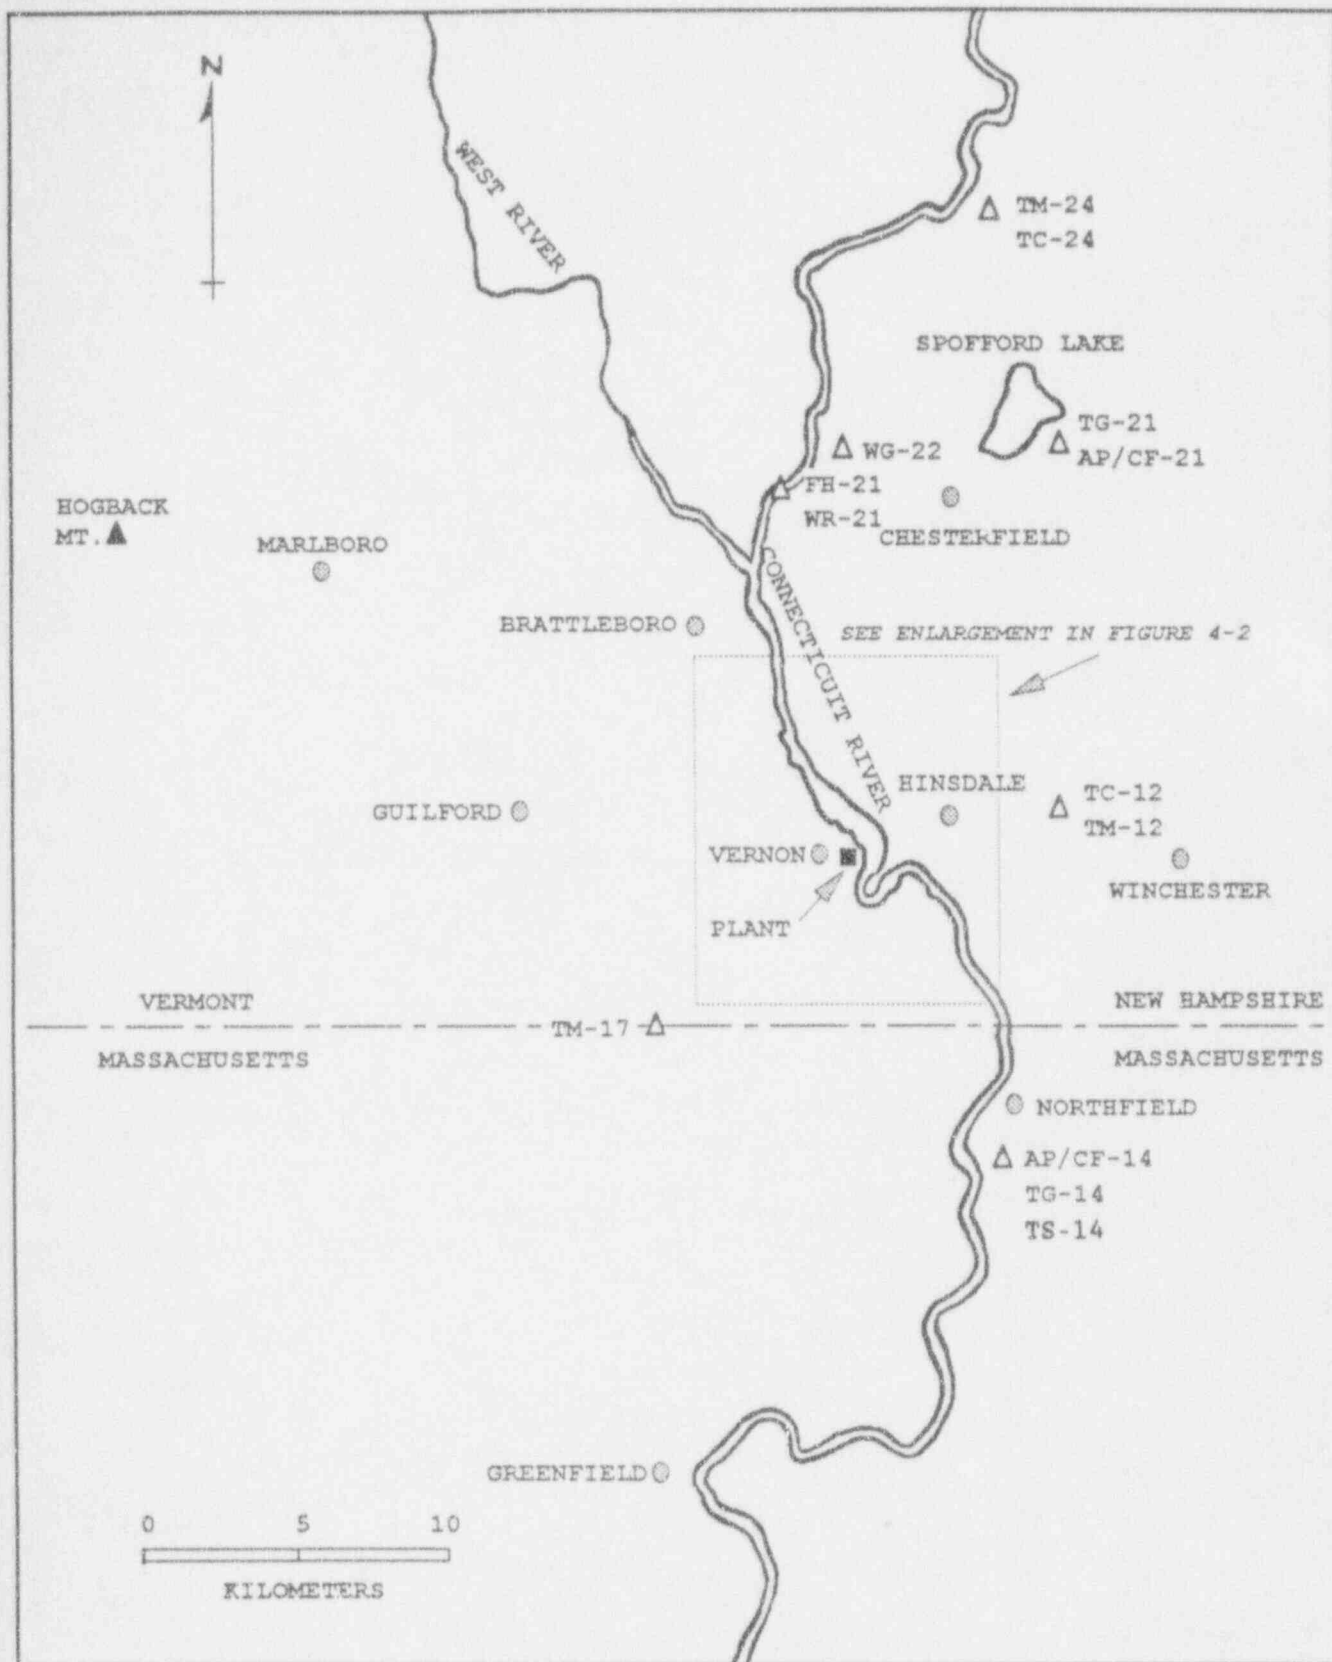 N
WEST RIVER
TM-24
TC-24
SPOFFORD LAKE
TG-21
AP/CF-21
WG-22
FH-21
WR-21
CHESTERFIELD
HOGBACK
MT.
MARLBORO
BRATTLEBORO
CONNECTICUIT RIVER
SEE ENLARGEMENT IN FIGURE 4-2
HINSDALE
TC-12
TM-12
GUILFORD
VERNON
WINCHESTER
PLANT
VERMONT
NEW HAMPSHIRE
TM-17
MASSACHUSETTS
MASSACHUSETTS
NORTHFIELD
AP/CF-14
TG-14
TS-14
GREENFIELD
0 5 10
KILOMETERS